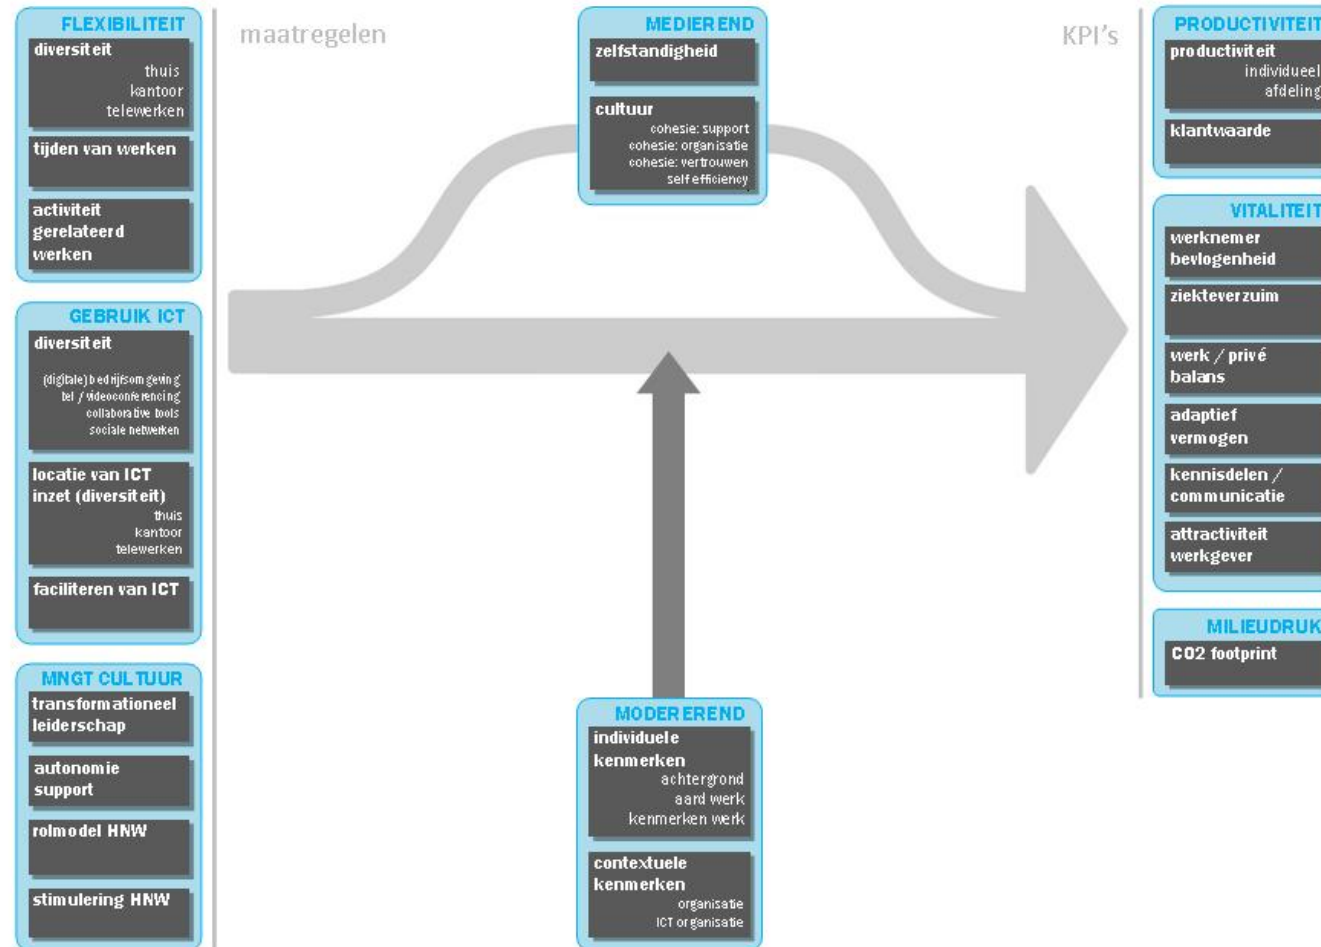 FLEXIBILITEIT
diversiteit
thuis
kantoor
telewerken
tijden van werken
activiteit
gerelateerd
werken
GEBRUIK ICT
diversiteit
(digitale) bedrijfsomgeving
tel / videoconferencing
collaborative tools
sociale netwerken
locatie van ICT
inzet (diversiteit)
thuis
kantoor
telewerken
faciliteren van ICT
MNGT CULTUUR
transformationeel
leiderschap
autonomie
support
rolmodel HNW
stimulering HNW
maatregelen
MEDIEREND
zelfstandigheid
cultuur
cohesie: support
cohesie: organisatie
cohesie: vertrouwen
self efficiency
MODEREREND
individuele
kenmerken
achtergrond
aard werk
kenmerken werk
contextuele
kenmerken
organisatie
ICT organisatie
KPI's
PRODUCTIVITEIT
productiviteit
individueel
afdeling
klantwaarde
VITALITEIT
werknemer
bevlogenheid
ziekteverzuim
werk / privé
balans
adaptief
vermogen
kennisdelen /
communicatie
attractiviteit
werkgever
MILIEUDRUK
CO2 footprint